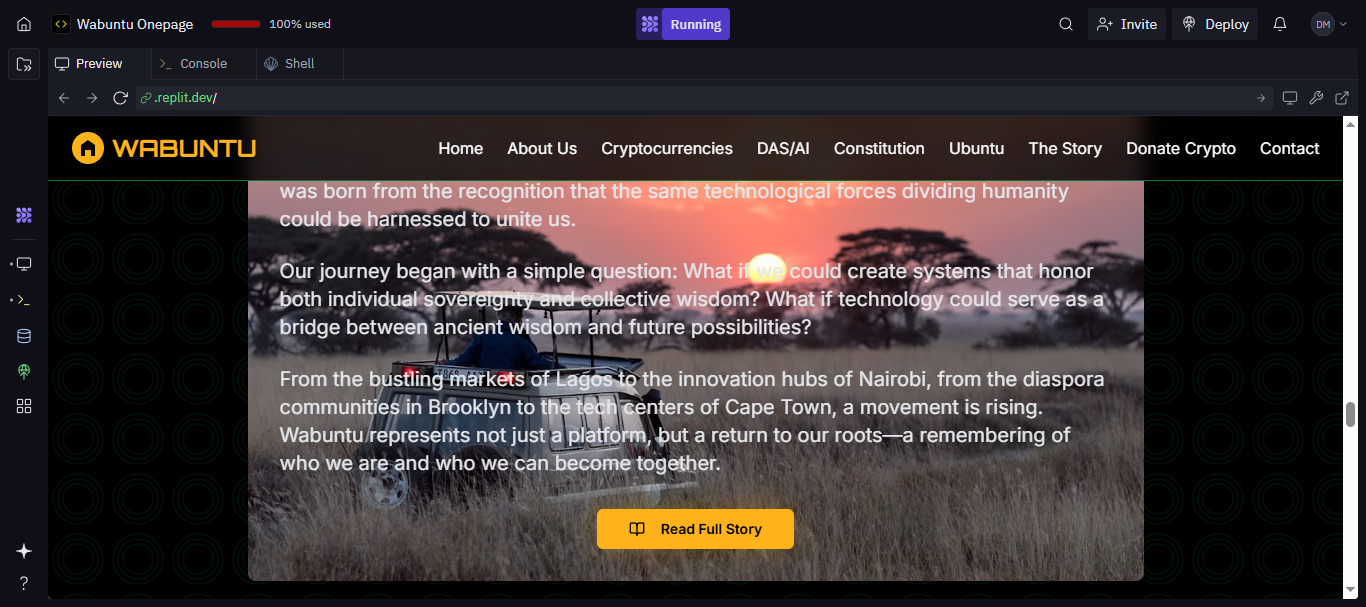 Wabuntu Onepage
100% used
Running
Invite
Deploy
DM
Preview
Console
Shell
.replit.dev/
WABUNTU
Home
About Us
Cryptocurrencies
DAS/AI
Constitution
Ubuntu
The Story
Donate Crypto
Contact
was born from the recognition that the same technological forces dividing humanity
could be harnessed to unite us.
Our journey began with a simple question: What if we could create systems that honor
both individual sovereignty and collective wisdom? What if technology could serve as a
bridge between ancient wisdom and future possibilities?
From the bustling markets of Lagos to the innovation hubs of Nairobi, from the diaspora
communities in Brooklyn to the tech centers of Cape Town, a movement is rising.
Wabuntu represents not just a platform, but a return to our roots—a remembering of
who we are and who we can become together.
Read Full Story